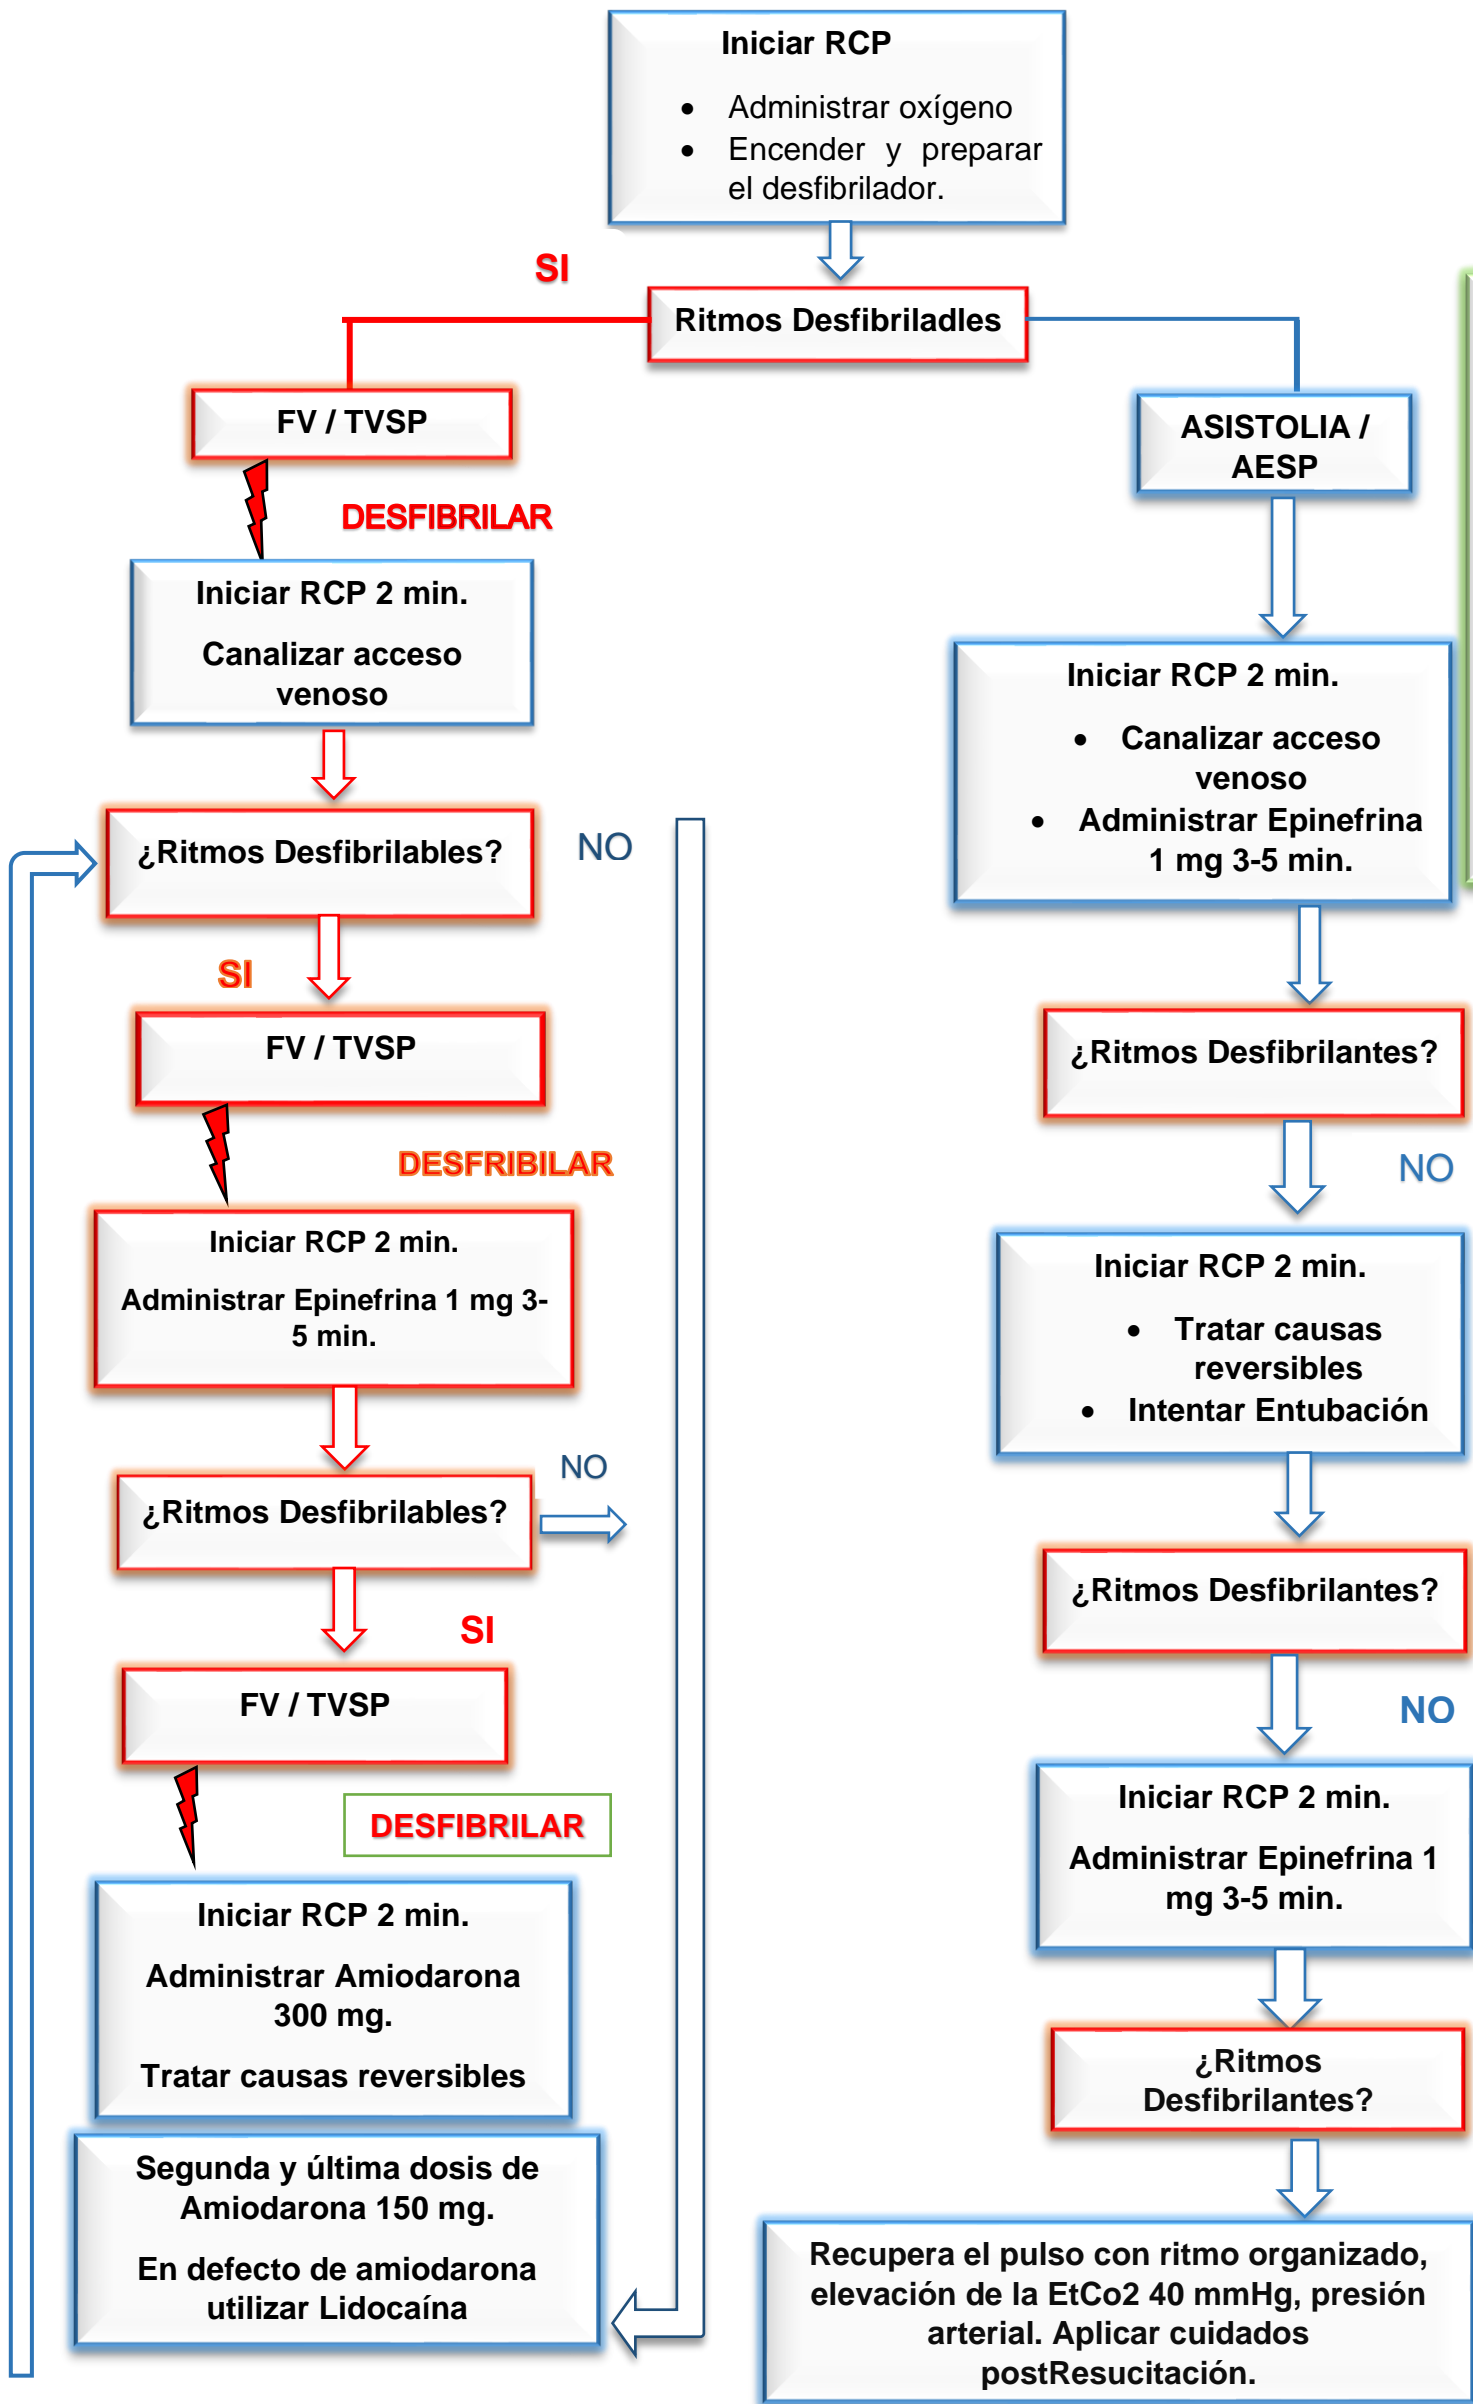 Iniciar RCP
• Administrar oxígeno
• Encender y preparar
el desfibrilador.
SI
Ritmos Desfibriladles
FV / TVSP
DESFIBRILAR
Iniciar RCP 2 min.
Canalizar acceso
venoso
¿Ritmos Desfibrilables?
NO
SI
FV / TVSP
DESFRIBILAR
Iniciar RCP 2 min.
Administrar Epinefrina 1 mg 3-
5 min.
¿Ritmos Desfibrilables?
NO
SI
FV / TVSP
DESFIBRILAR
Iniciar RCP 2 min.
Administrar Amiodarona
300 mg.
Tratar causas reversibles
Segunda y última dosis de
Amiodarona 150 mg.
En defecto de amiodarona
utilizar Lidocaína
ASISTOLIA /
AESP
Iniciar RCP 2 min.
• Canalizar acceso
venoso
• Administrar Epinefrina
1 mg 3-5 min.
¿Ritmos Desfibrilantes?
NO
Iniciar RCP 2 min.
• Tratar causas
reversibles
• Intentar Entubación
¿Ritmos Desfibrilantes?
NO
Iniciar RCP 2 min.
Administrar Epinefrina 1
mg 3-5 min.
¿Ritmos
Desfibrilantes?
Recupera el pulso con ritmo organizado,
elevación de la EtCo2 40 mmHg, presión
arterial. Aplicar cuidados
postResucitación.